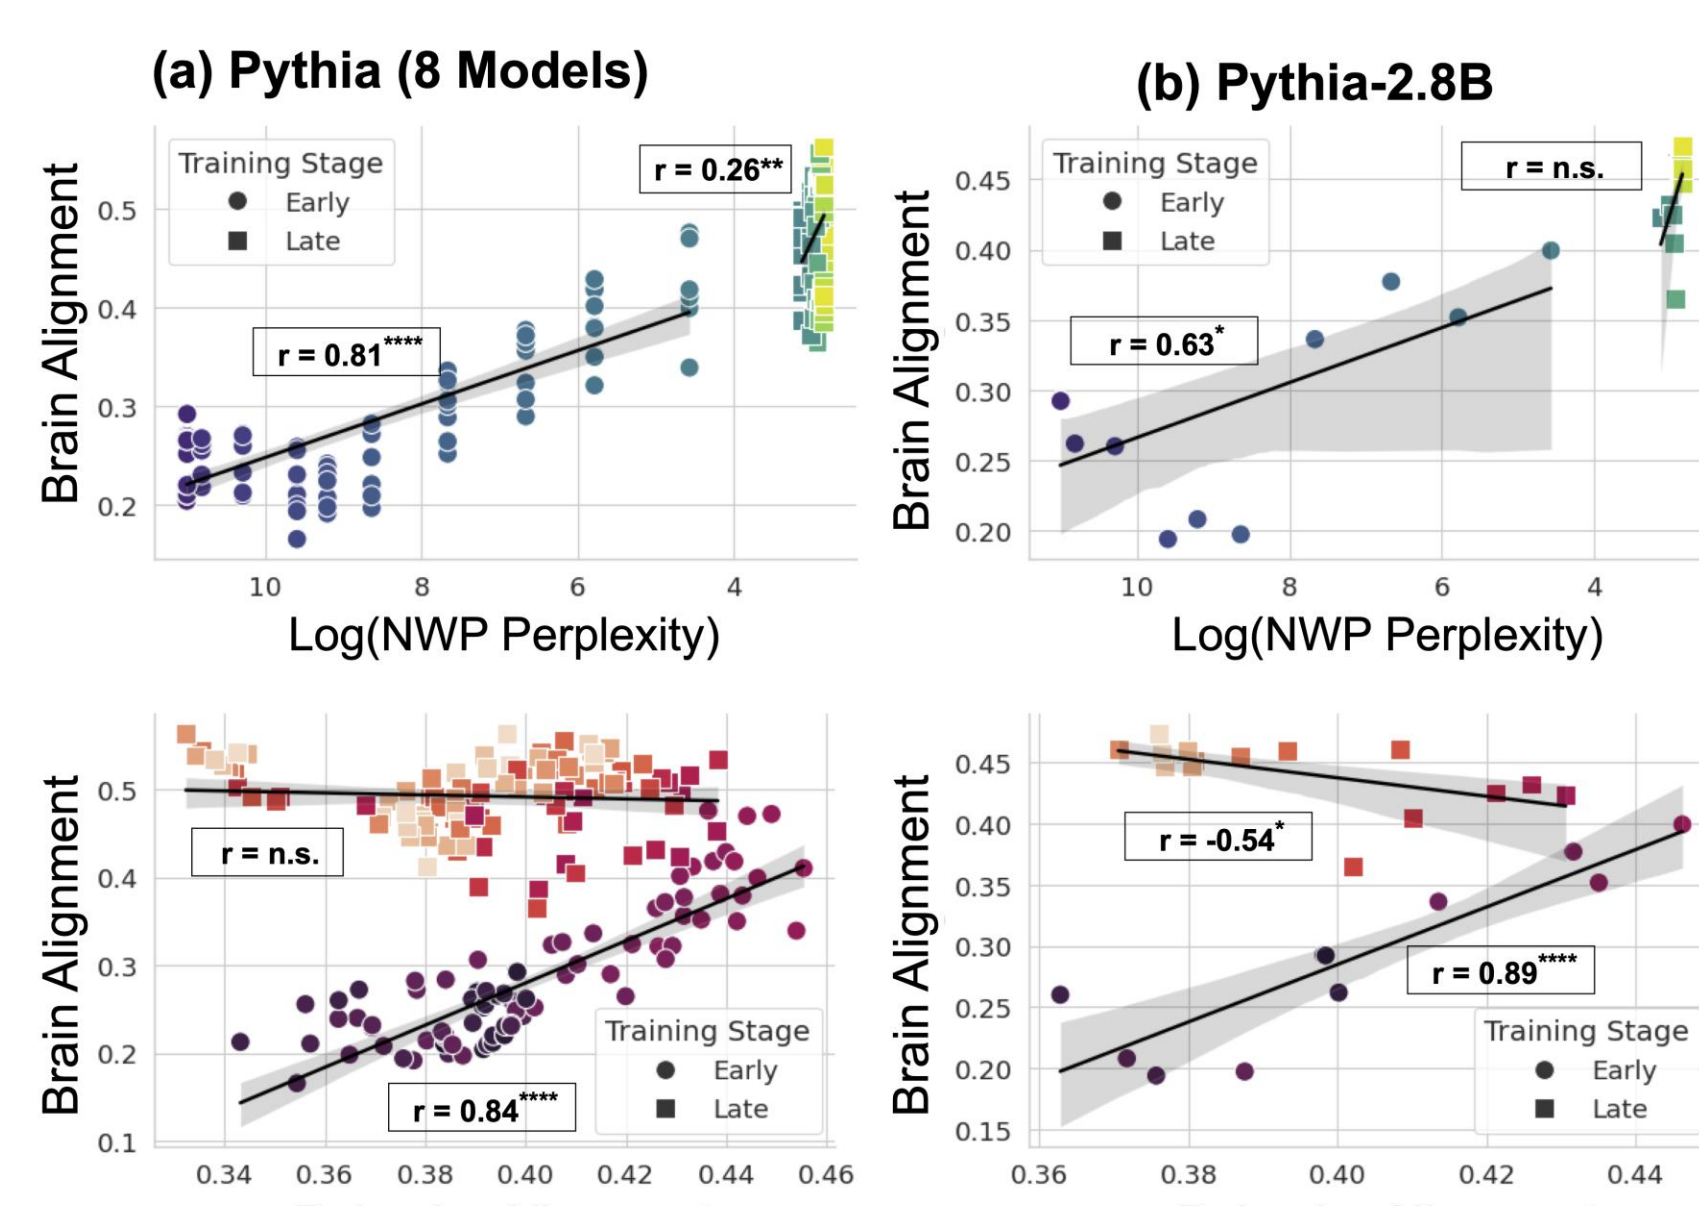 (a) Pythia (8 Models)
Training Stage
Early
Late
r = 0.26**
r = 0.81****
Brain Alignment
0.5
0.4
0.3
0.2
10 8 6 4
Log(NWP Perplexity)
(b) Pythia-2.8B
Training Stage
Early
Late
r = n.s.
r = 0.63*
Brain Alignment
0.45
0.40
0.35
0.30
0.25
0.20
10 8 6 4
Log(NWP Perplexity)
Brain Alignment
0.5
0.4
0.3
0.2
0.1
r = n.s.
r = 0.84****
Training Stage
Early
Late
0.34 0.36 0.38 0.40 0.42 0.44 0.46
Brain Alignment
0.45
0.40
0.35
0.30
0.25
0.20
0.15
r = -0.54*
r = 0.89****
Training Stage
Early
Late
0.36 0.38 0.40 0.42 0.44